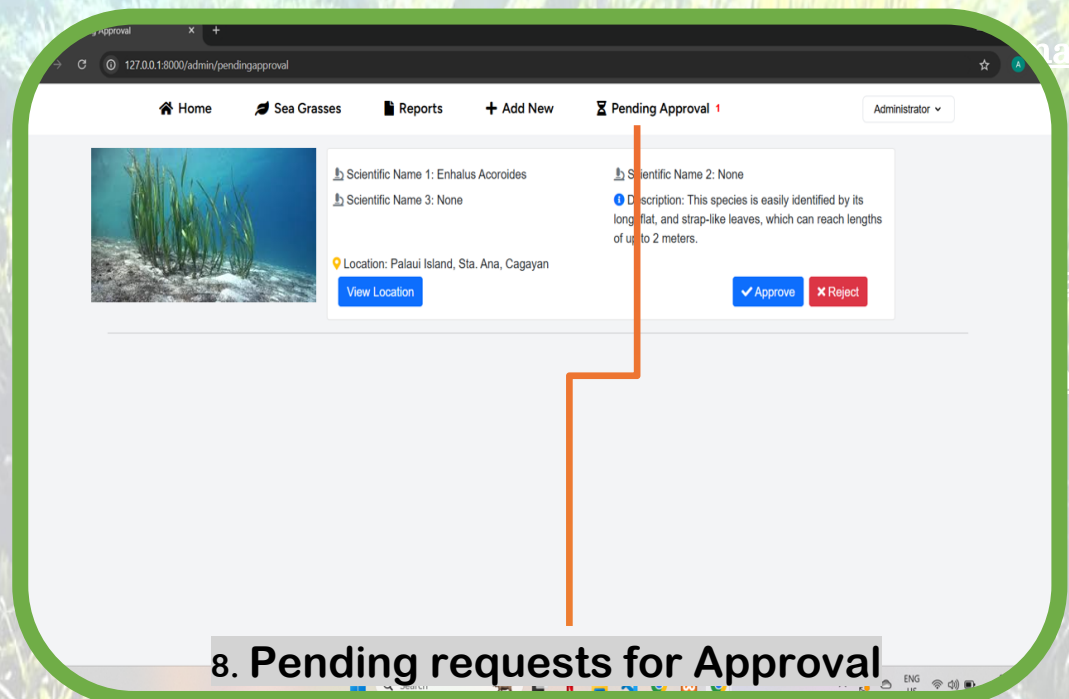 Approval × +
127.0.0.1:8000/admin/pendingapproval A
Home Sea Grasses Reports + Add New Pending Approval 1 Administrator
Scientific Name 1: Enhalus Acoroides
Scientific Name 2: None
Scientific Name 3: None
Description: This species is easily identified by its
long, flat, and strap-like leaves, which can reach lengths
of up to 2 meters.
Location: Palaui Island, Sta. Ana, Cagayan
View Location
Approve
Reject
8. Pending requests for Approval
Search
ENG
US